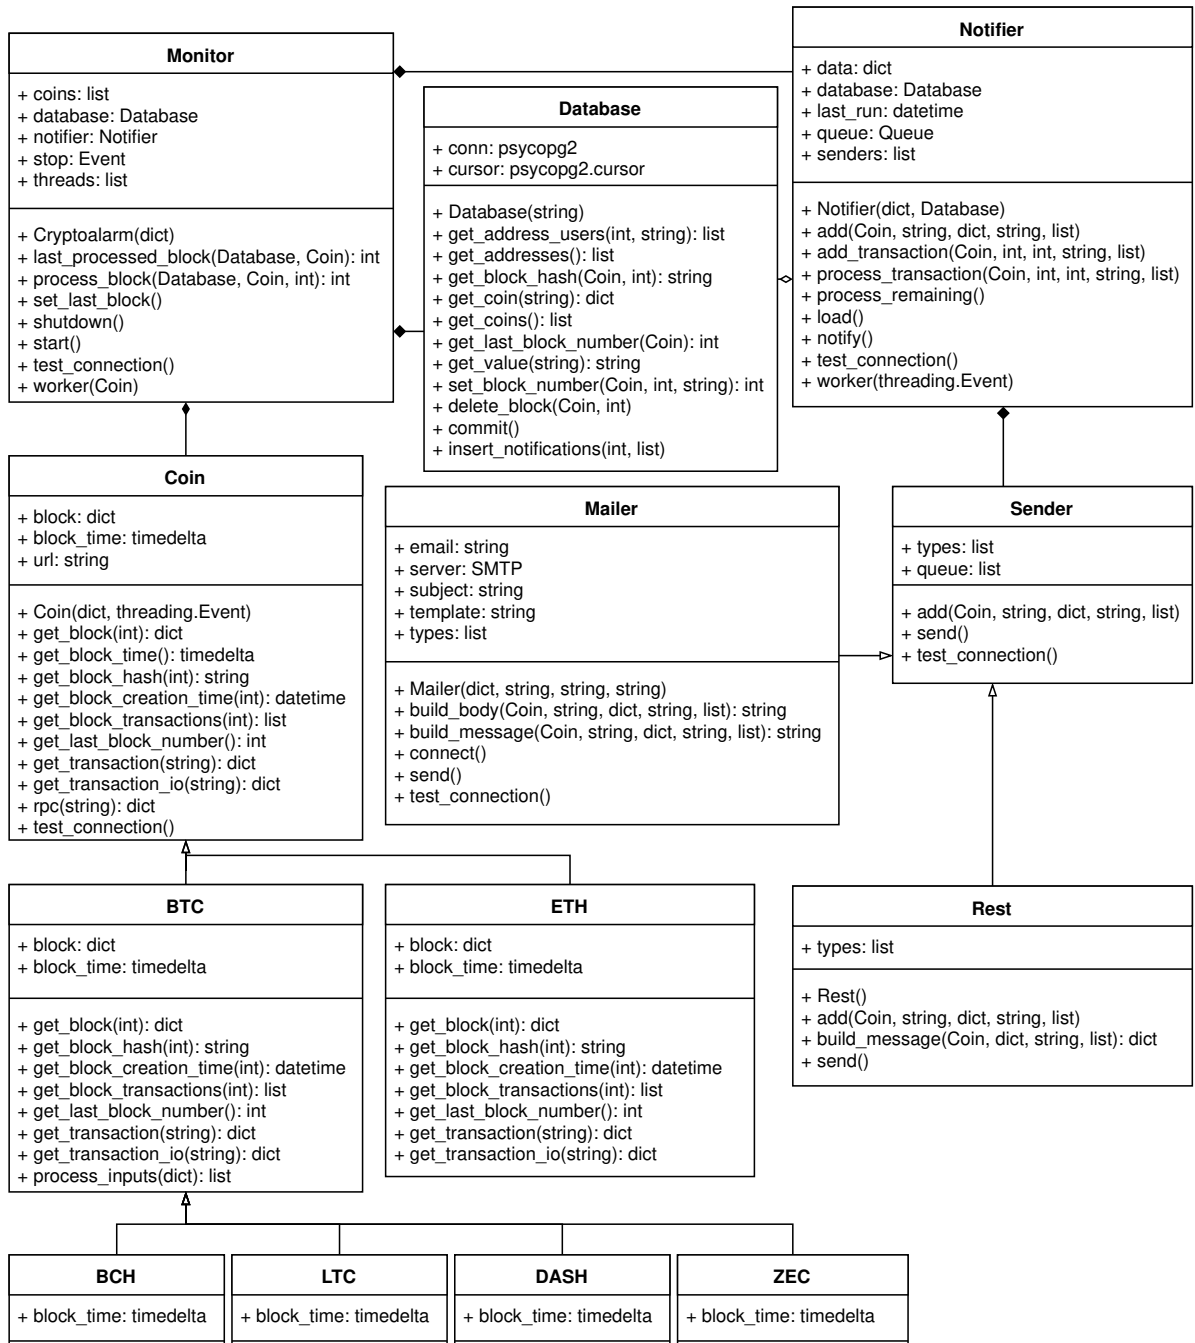 Monitor
+ coins: list
+ database: Database
+ notifier: Notifier
+ stop: Event
+ threads: list
+ Cryptoalarm(dict)
+ last_processed_block(Database, Coin): int
+ process_block(Database, Coin, int): int
+ set_last_block()
+ shutdown()
+ start()
+ test_connection()
+ worker(Coin)
Database
+ conn: psycopg2
+ cursor: psycopg2.cursor
+ Database(string)
+ get_address_users(int, string): list
+ get_addresses(): list
+ get_block_hash(Coin, int): string
+ get_coin(string): dict
+ get_coins(): list
+ get_last_block_number(Coin): int
+ get_value(string): string
+ set_block_number(Coin, int, string): int
+ delete_block(Coin, int)
+ commit()
+ insert_notifications(int, list)
Notifier
+ data: dict
+ database: Database
+ last_run: datetime
+ queue: Queue
+ senders: list
+ Notifier(dict, Database)
+ add(Coin, string, dict, string, list)
+ add_transaction(Coin, int, int, string, list)
+ process_transaction(Coin, int, int, string, list)
+ process_remaining()
+ load()
+ notify()
+ test_connection()
+ worker(threading.Event)
Coin
+ block: dict
+ block_time: timedelta
+ url: string
+ Coin(dict, threading.Event)
+ get_block(int): dict
+ get_block_time(): timedelta
+ get_block_hash(int): string
+ get_block_creation_time(int): datetime
+ get_block_transactions(int): list
+ get_last_block_number(): int
+ get_transaction(string): dict
+ get_transaction_io(string): dict
+ rpc(string): dict
+ test_connection()
Mailer
+ email: string
+ server: SMTP
+ subject: string
+ template: string
+ types: list
+ Mailer(dict, string, string, string)
+ build_body(Coin, string, dict, string, list): string
+ build_message(Coin, string, dict, string, list): string
+ connect()
+ send()
+ test_connection()
Sender
+ types: list
+ queue: list
+ add(Coin, string, dict, string, list)
+ send()
+ test_connection()
BTC
+ block: dict
+ block_time: timedelta
+ get_block(int): dict
+ get_block_hash(int): string
+ get_block_creation_time(int): datetime
+ get_block_transactions(int): list
+ get_last_block_number(): int
+ get_transaction(string): dict
+ get_transaction_io(string): dict
+ process_inputs(dict): list
ETH
+ block: dict
+ block_time: timedelta
+ get_block(int): dict
+ get_block_hash(int): string
+ get_block_creation_time(int): datetime
+ get_block_transactions(int): list
+ get_last_block_number(): int
+ get_transaction(string): dict
+ get_transaction_io(string): dict
Rest
+ types: list
+ Rest()
+ add(Coin, string, dict, string, list)
+ build_message(Coin, dict, string, list): dict
+ send()
BCH
+ block_time: timedelta
LTC
+ block_time: timedelta
DASH
+ block_time: timedelta
ZEC
+ block_time: timedelta